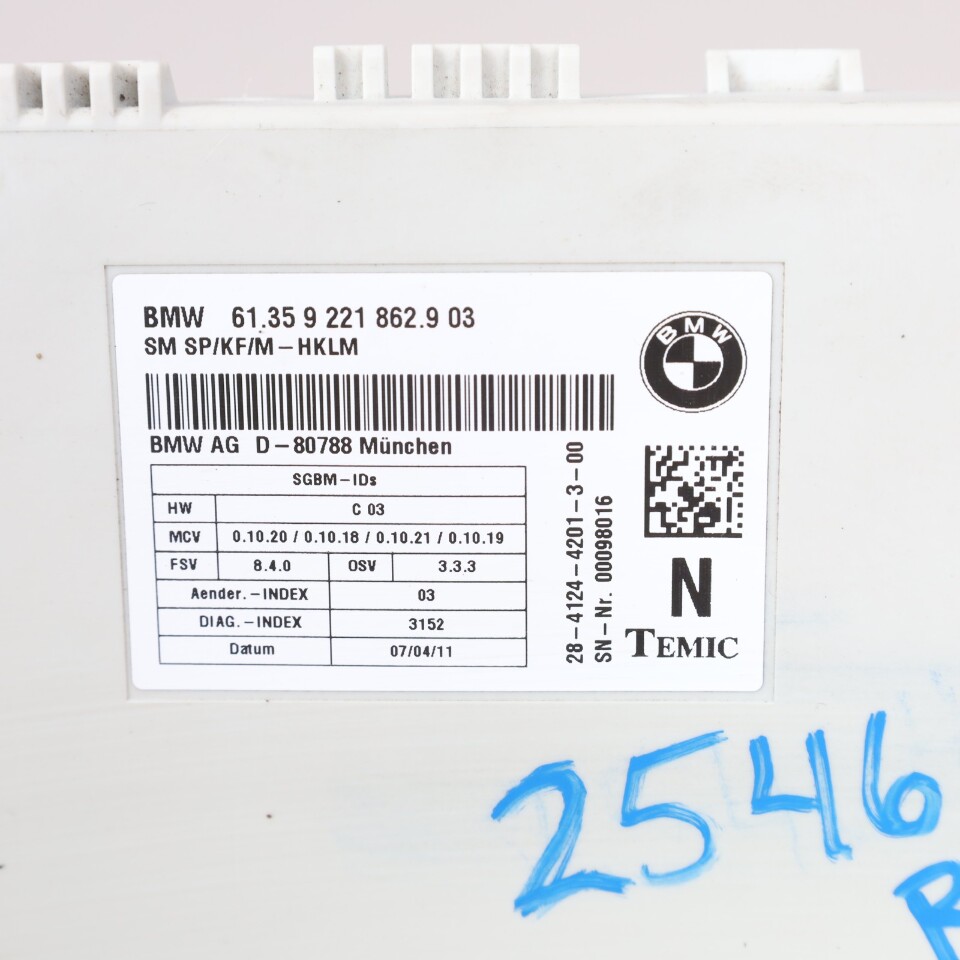 BMW 61.35 9 221 862.9 03
SM SP/KF/M-HKLM
BMW
BMW AG D-80788 München
SGBM-IDs
HW C 03
MCV 0.10.20 / 0.10.18 / 0.10.21 / 0.10.19
FSV 8.4.0 OSV 3.3.3
Aender.-INDEX 03
DIAG.-INDEX 3152
Datum 07/04/11
28-4124-4201-3-00
SN-Nr. 00098016
N
TEMIC
2546